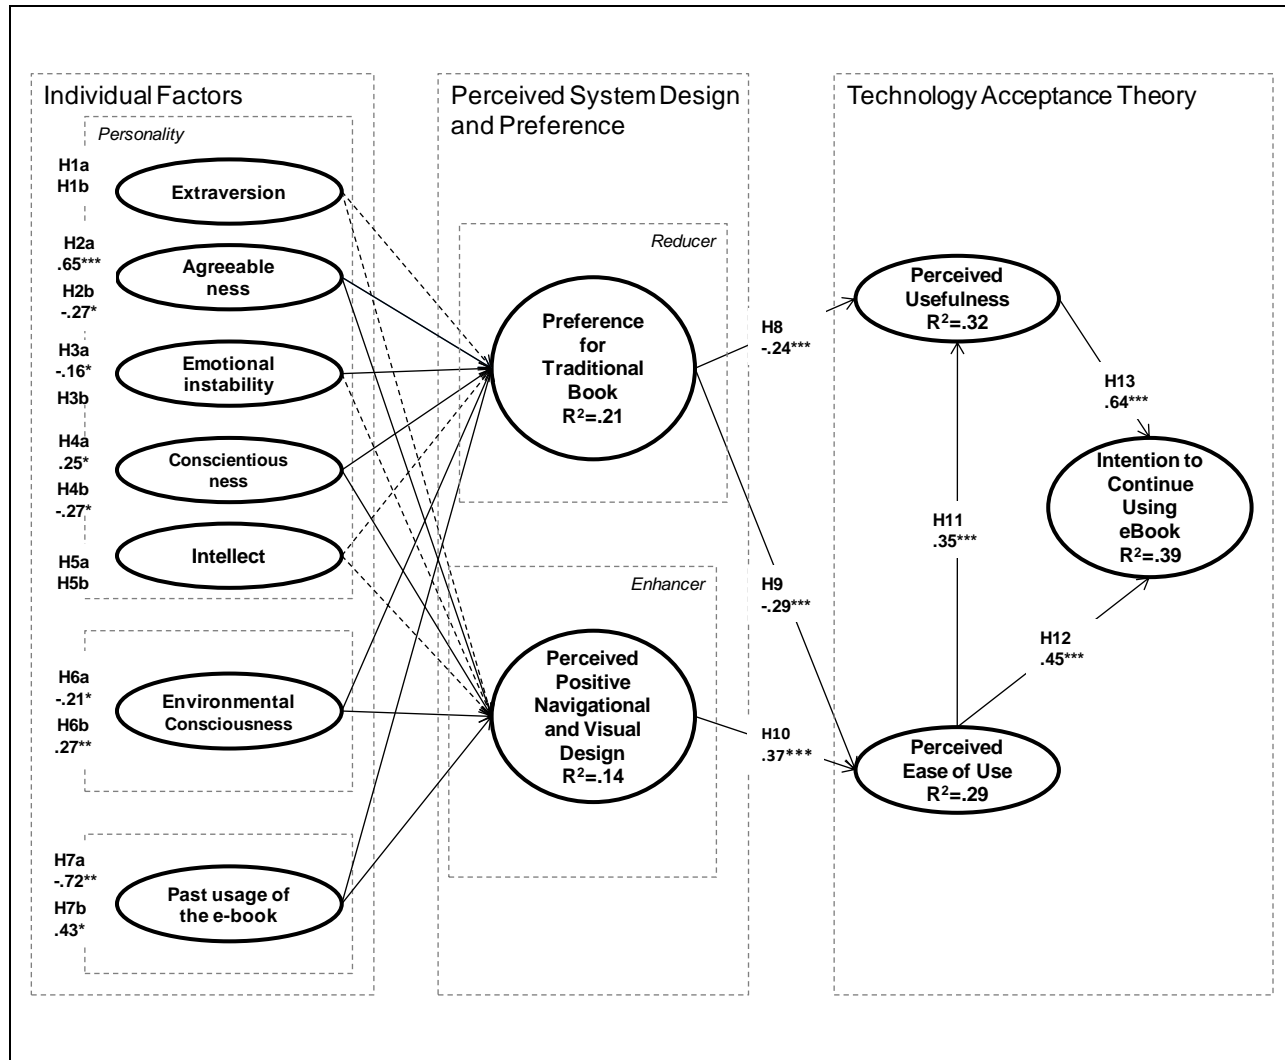 Individual Factors
Personality
H1a
H1b
Extraversion
H2a
.65***
H2b
-.27*
Agreeable
ness
H3a
-.16*
H3b
Emotional
instability
H4a
.25*
H4b
-.27*
Conscientious
ness
H5a
H5b
Intellect
H6a
-.21*
H6b
.27**
Environmental
Consciousness
H7a
-.72**
H7b
.43*
Past usage of
the e-book
Perceived System Design
and Preference
Reducer
Preference
for
Traditional
Book
R²=.21
Enhancer
Perceived
Positive
Navigational
and Visual
Design
R²=.14
H8
-.24***
H9
-.29***
H10
.37***
Technology Acceptance Theory
Perceived
Usefulness
R²=.32
H13
.64***
Intention to
Continue
Using
eBook
R²=.39
H11
.35***
H12
.45***
Perceived
Ease of Use
R²=.29